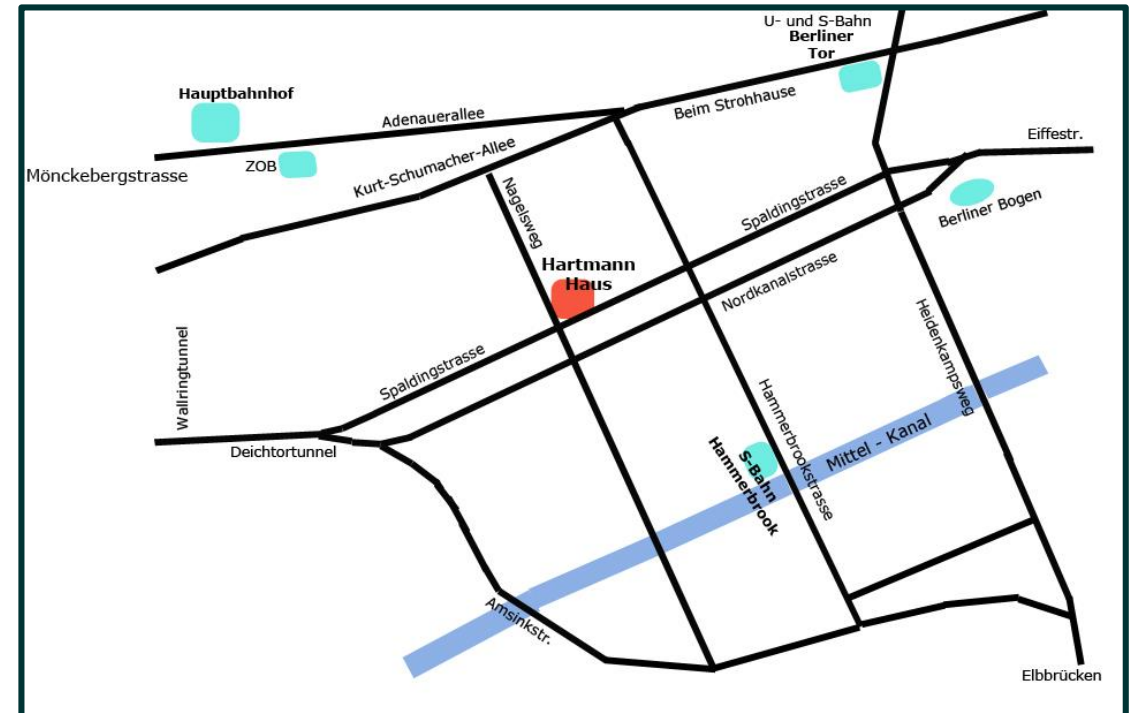 U- und S-Bahn
Berliner
Tor
Hauptbahnhof
Adenauerallee
Beim Strohhause
Eiffestr.
ZOB
Mönckebergstrasse
Kurt-Schumacher-Allee
Nagelsweg
Spaldingstrasse
Berliner Bogen
Hartmann
Haus
Nordkanalstrasse
Heidenkampsweg
Wallringtunnel
Spaldingstrasse
Hammerbrookstrasse
Deichtortunnel
Mittel - Kanal
S-Bahn
Hammerbrook
Amsinkstr.
Elbbrücken